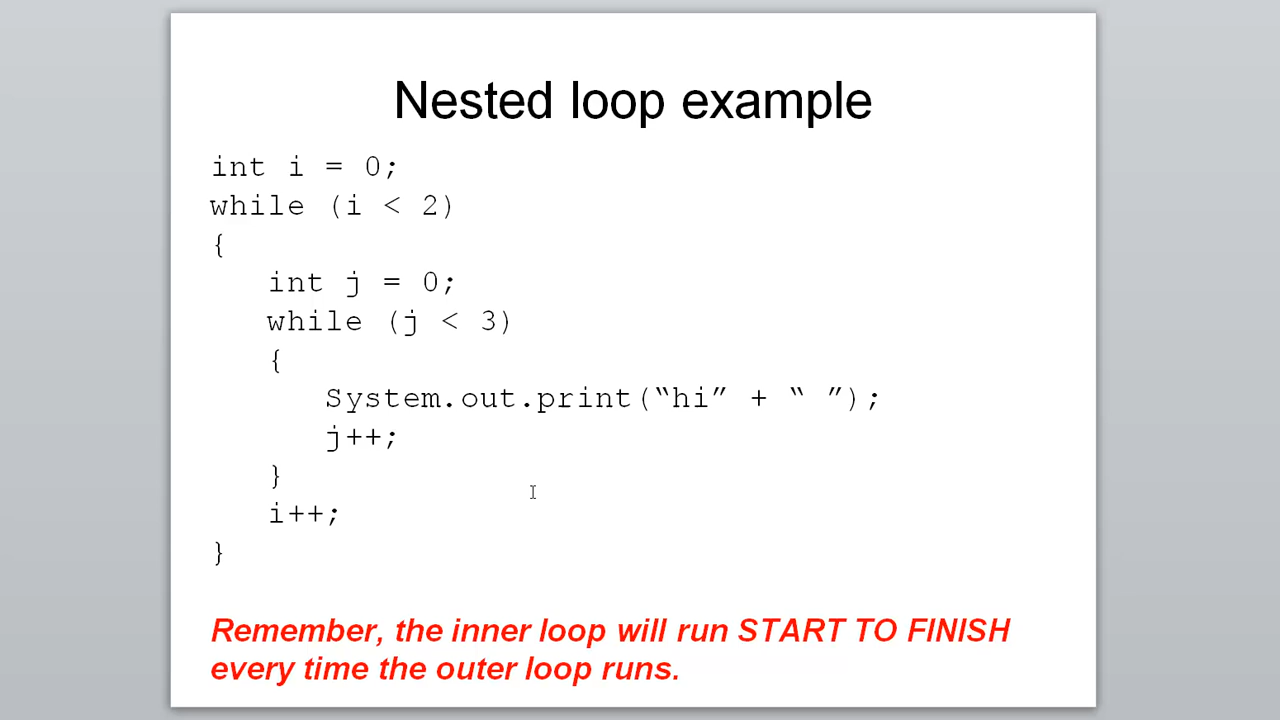 Nested loop example
int i = 0;
while (i < 2)
{
int j = 0;
while (j < 3)
{
System.out.print(“hi” + “ ”);
j++;
}
i++;
}
Remember, the inner loop will run START TO FINISH
every time the outer loop runs.